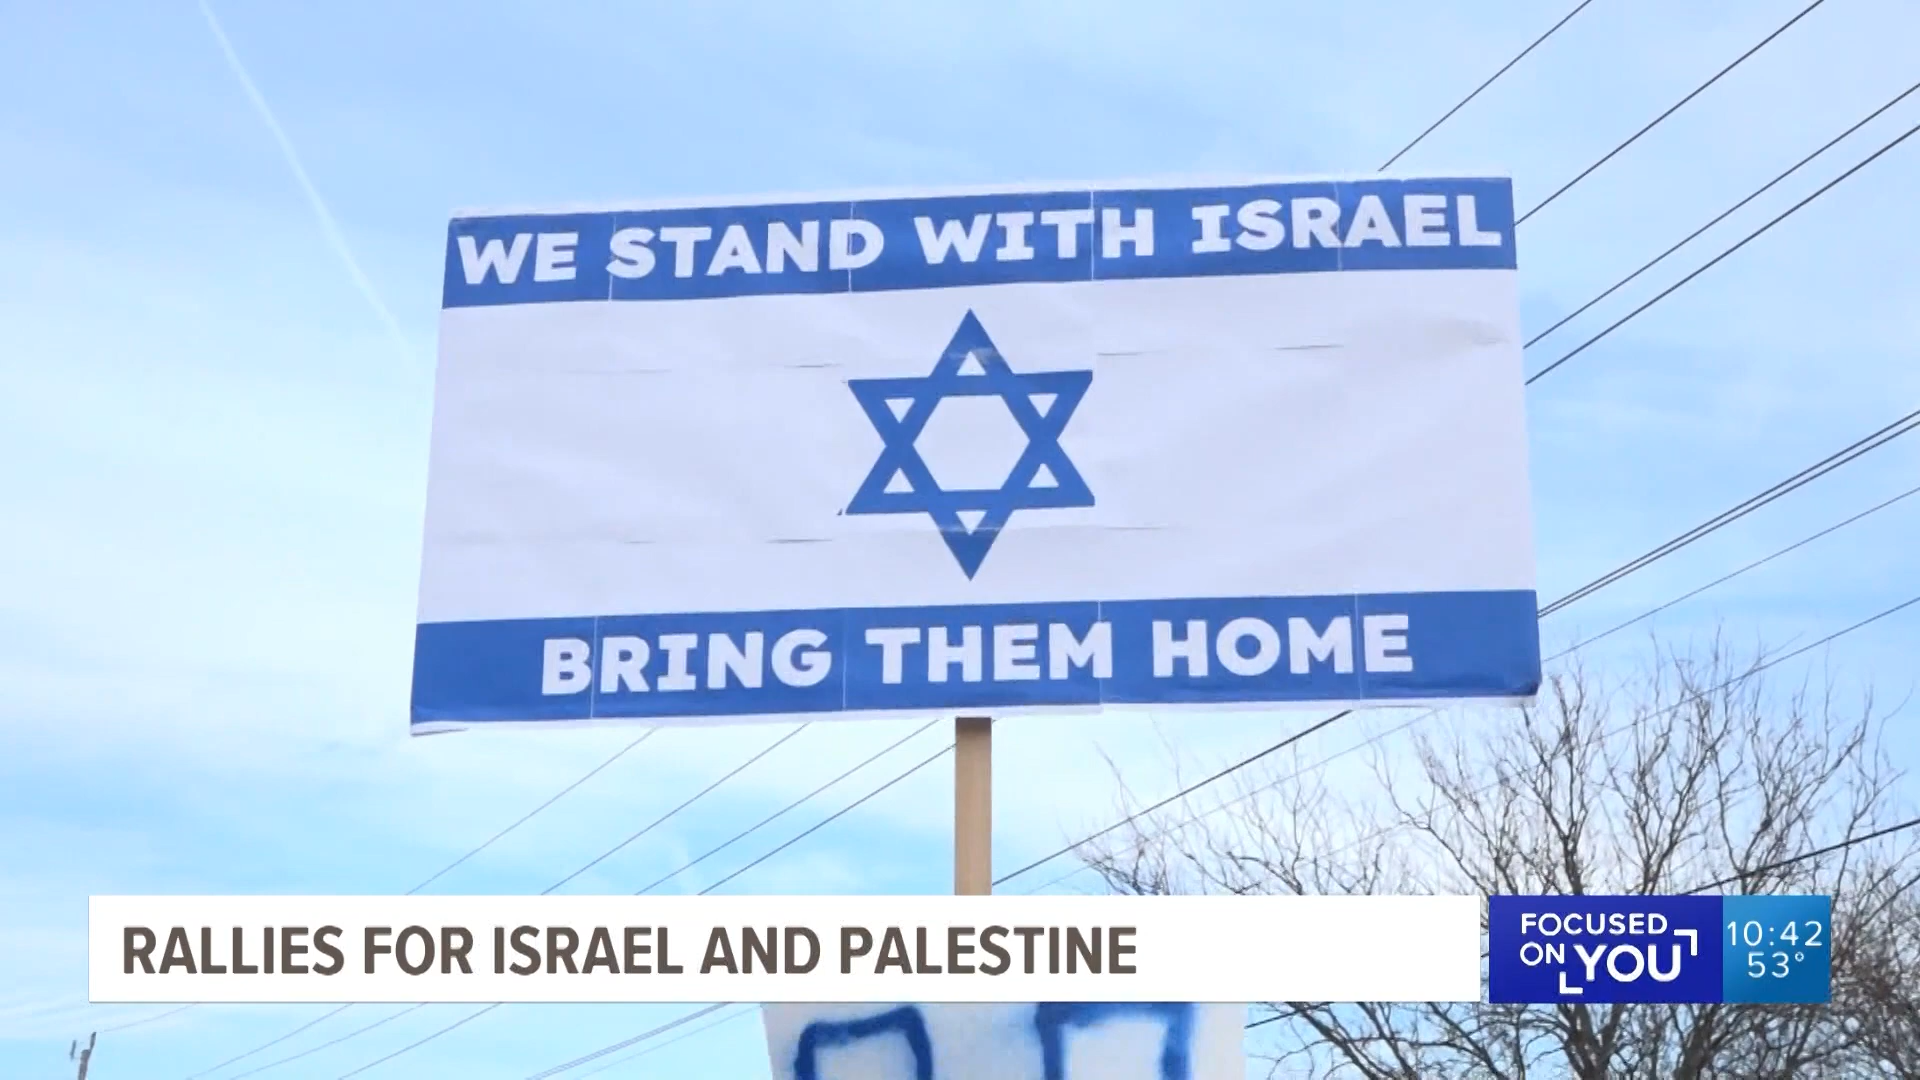 WE STAND WITH ISRAEL
BRING THEM HOME
RALLIES FOR ISRAEL AND PALESTINE
FOCUSED
ON YOU
10:42
53°